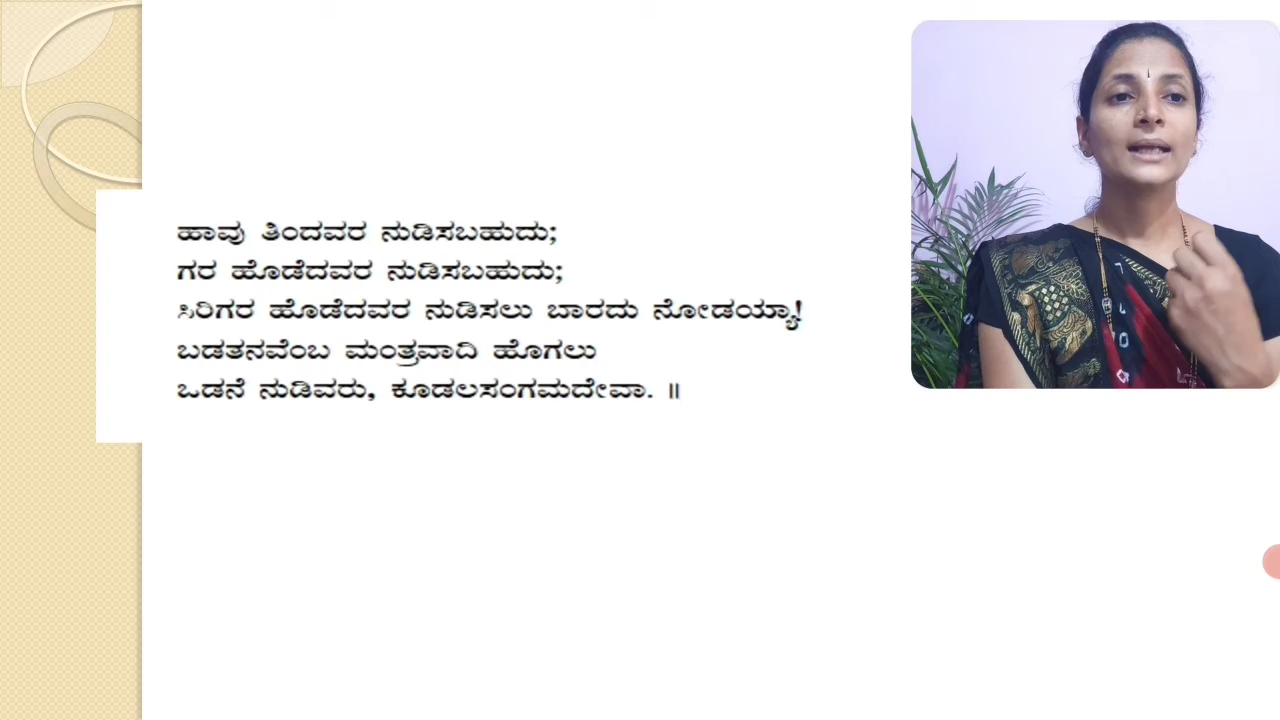 ಹಾವು ತಿಂದವರ ನುಡಿಸಬಹುದು;
ಗರ ಹೊಡೆದವರ ನುಡಿಸಬಹುದು;
ಸಿರಿಗರ ಹೊಡೆದವರ ನುಡಿಸಲು ಬಾರದು ನೋಡಯ್ಯಾ!
ಬಡತನವೆಂಬ ಮಂತ್ರವಾದಿ ಹೊಗಲು
ಒಡನೆ ನುಡಿವರು, ಕೂಡಲಸಂಗಮದೇವಾ. ॥